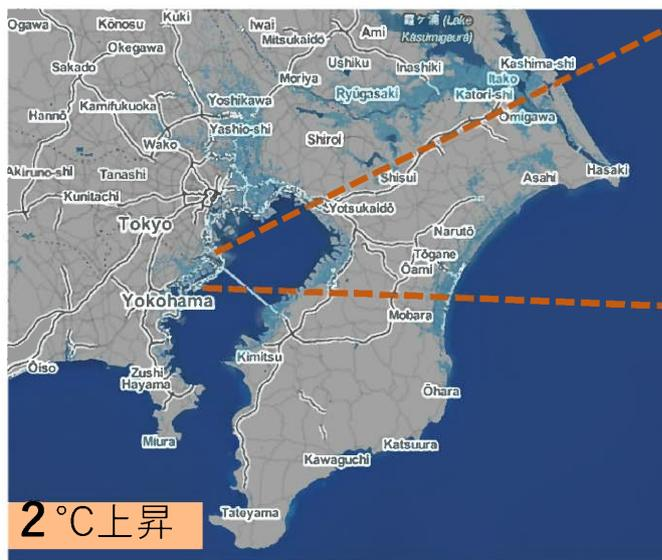 Ogawa
Kōnosu
Kuki
Iwai
Ami
霞ヶ浦 (Lake
Kasumigaura)
Mitsukaidō
Okegawa
Sakado
Ushiku
Inashiki
Kashima-shi
Itako
Moriya
Ryūgasaki
Katori-shi
Kamifukuoka
Yoshikawa
Omigawa
Hannō
Yashio-shi
Wako
Shiroi
Akiruno-shi
Tanashi
Shisui
Asahi
Hasaki
Kunitachi
Yotsukaidō
Tokyo
Narutō
Tōgane
Ōami
Yokohama
Mobara
Kimitsu
Ōiso
Zushi
Hayama
Ōhara
Miura
Katsuura
Kawaguchi
Tateyama
2℃上昇